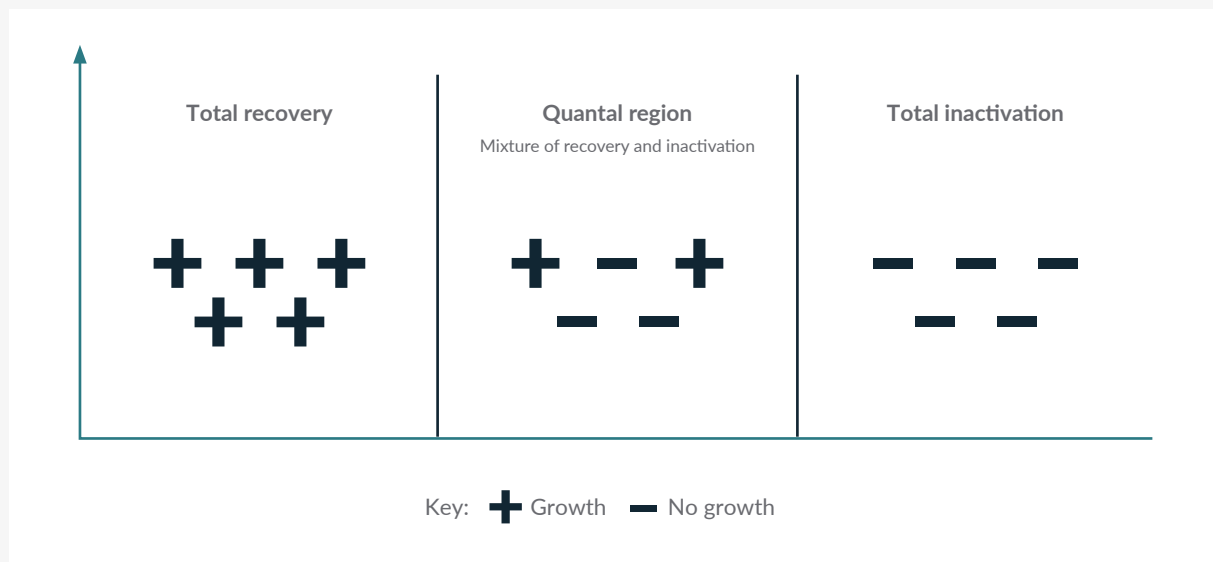 Total recovery
Quantal region
Mixture of recovery and inactivation
Total inactivation
Key: + Growth − No growth